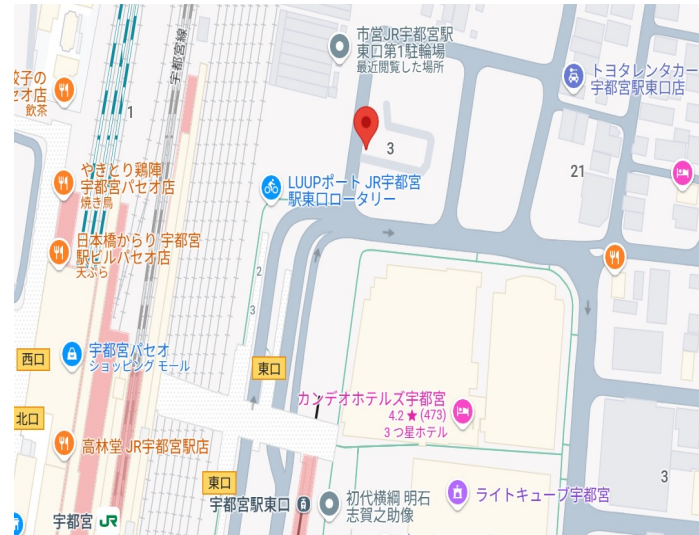 市営JR宇都宮駅
東口第1駐輪場
最近閲覧した場所
トヨタレンタカー
宇都宮駅東口店
餃子の
オ店
飲茶
宇都宮線
1
3
21
やきとり鶏陣
宇都宮パセオ店
焼き鳥
LUUPポート JR宇都宮
駅東口ロータリー
日本橋からり 宇都宮
駅ビルパセオ店
天ぷら
2
3
宇都宮パセオ
ショッピング モール
西口
東口
北口
カンデオホテルズ宇都宮
4.2 ★ (473)
3 つ星ホテル
高林堂 JR宇都宮駅店
東口
宇都宮駅東口
初代横綱 明石
志賀之助像
ライトキューブ宇都宮
3
宇都宮 JR